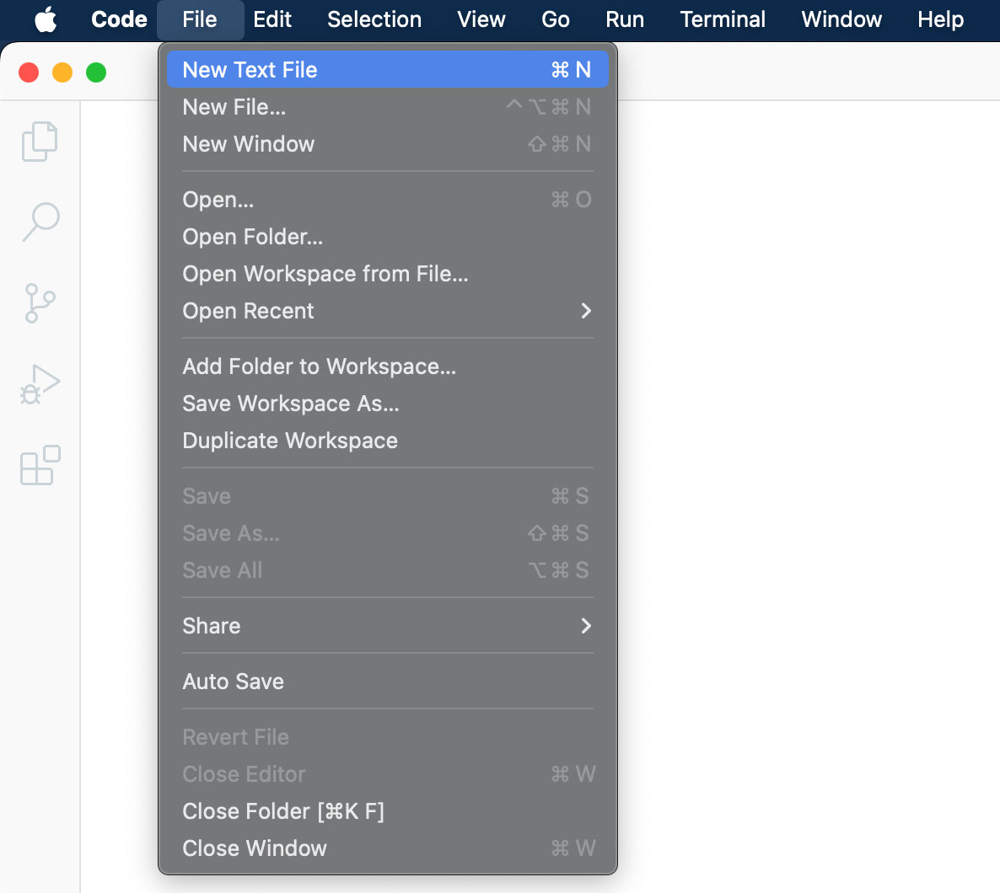 Code File Edit Selection View Go Run Terminal Window Help
New Text File ⌘ N
New File... ^⌥⌘ N
New Window ⇧⌘ N
Open... ⌘ O
Open Folder...
Open Workspace from File...
Open Recent
Add Folder to Workspace...
Save Workspace As...
Duplicate Workspace
Save ⌘ S
Save As... ⇧⌘ S
Save All ⌥⌘ S
Share
Auto Save
Revert File
Close Editor ⌘ W
Close Folder [⌘K F]
Close Window ⌘ W